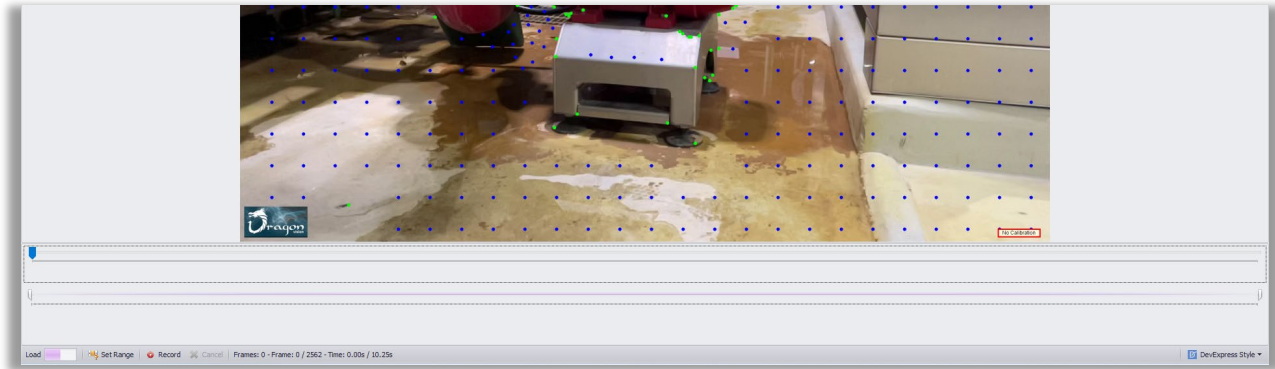 Dragon
VISION
No Calibration
Load Set Range Record Cancel Frames: 0 - Frame: 0 / 2562 - Time: 0.00s / 10.25s DevExpress Style